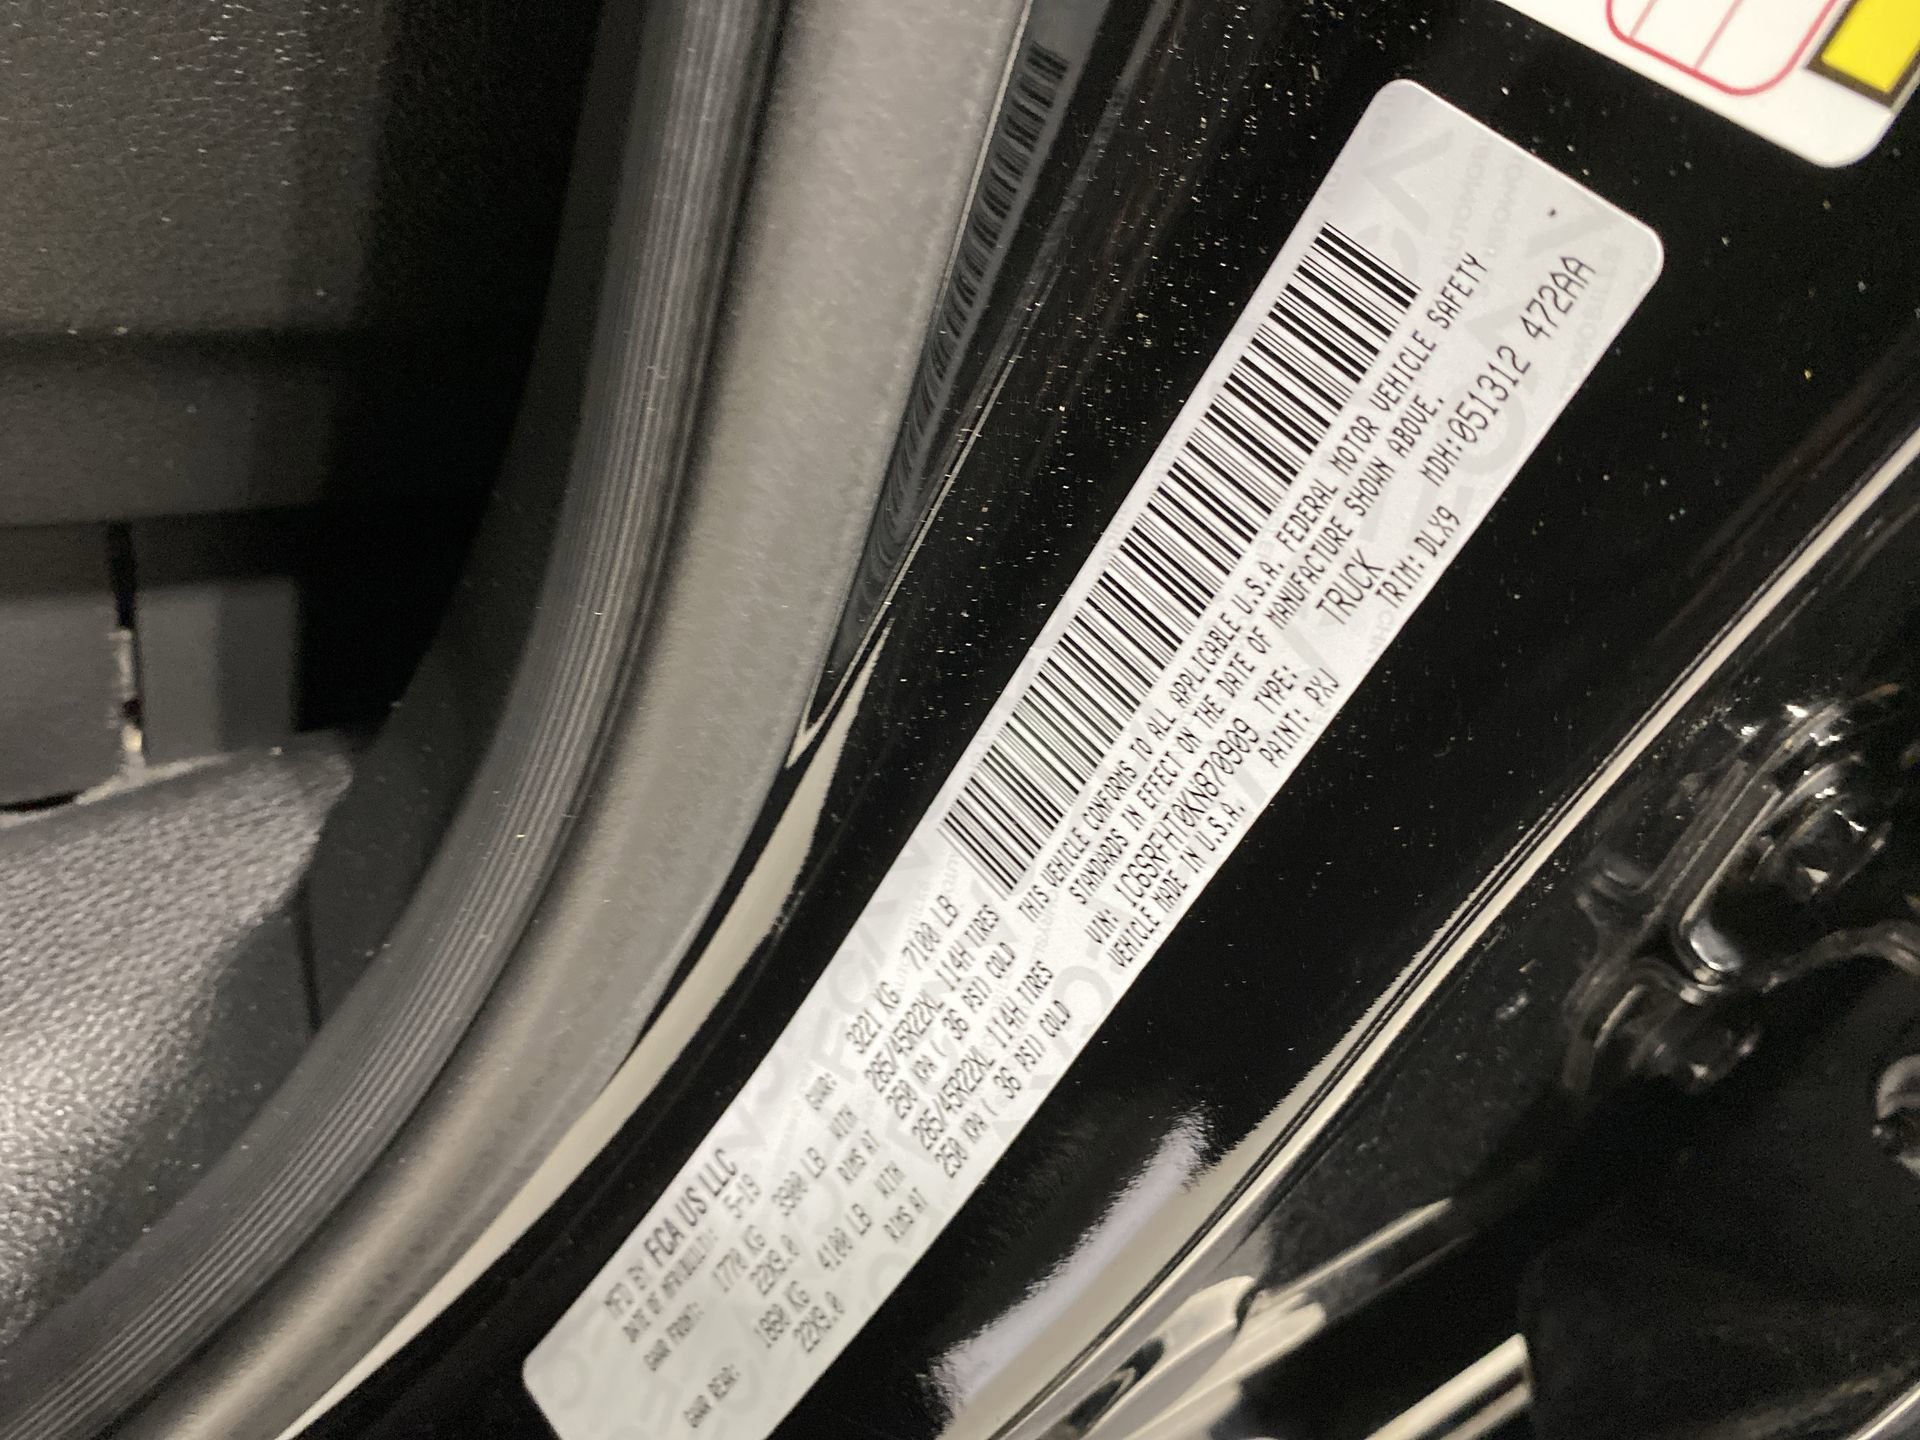 MFD BY FCA US LLC
DATE OF MFR(BUILT): 5-19 GVWR: 3221 KG 7100 LB
GAWR FRONT: 1770 KG 3900 LB WITH 285/45R22XL 114H TIRES
22X9.0 RIMS AT 250 KPA ( 36 PSI) COLD
GAWR REAR: 1860 KG 4100 LB WITH 285/45R22XL 114H TIRES
22X9.0 RIMS AT 250 KPA ( 36 PSI) COLD
THIS VEHICLE CONFORMS TO ALL APPLICABLE U.S.A. FEDERAL MOTOR VEHICLE SAFETY
STANDARDS IN EFFECT ON THE DATE OF MANUFACTURE SHOWN ABOVE.
VIN: 1C6SRFHT0KN870909 TYPE: TRUCK MDH:051312 472AA
VEHICLE MADE IN U.S.A. PAINT: PXJ TRIM: DLX9